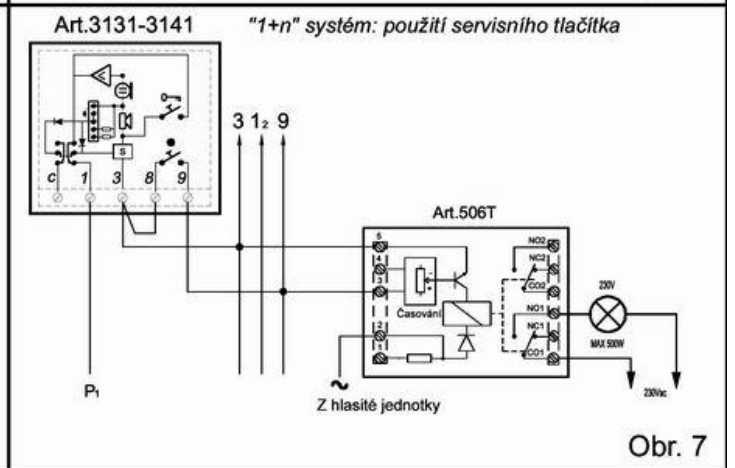 Art.3131-3141
"1+n" systém: použití servisního tlačítka
S
c 1 3 8 9
3 1₂ 9
Art.506T
5
4
3
2
1
- +
Časování
NO2
NC2
CO2
NO1
NC1
CO1
230V
MAX 500W
230Vac
~
Z hlasité jednotky
P₁
Obr. 7